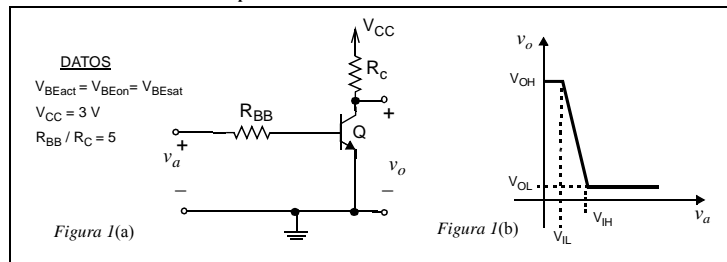 DATOS
V_BEact = V_BEon = V_BEsat
V_CC = 3 V
R_BB / R_C = 5
V_CC
R_c
+
R_BB
Q
+
v_a
v_o
−
−
Figura 1(a)
v_o
V_OH
V_OL
V_IL
V_IH
v_a
Figura 1(b)